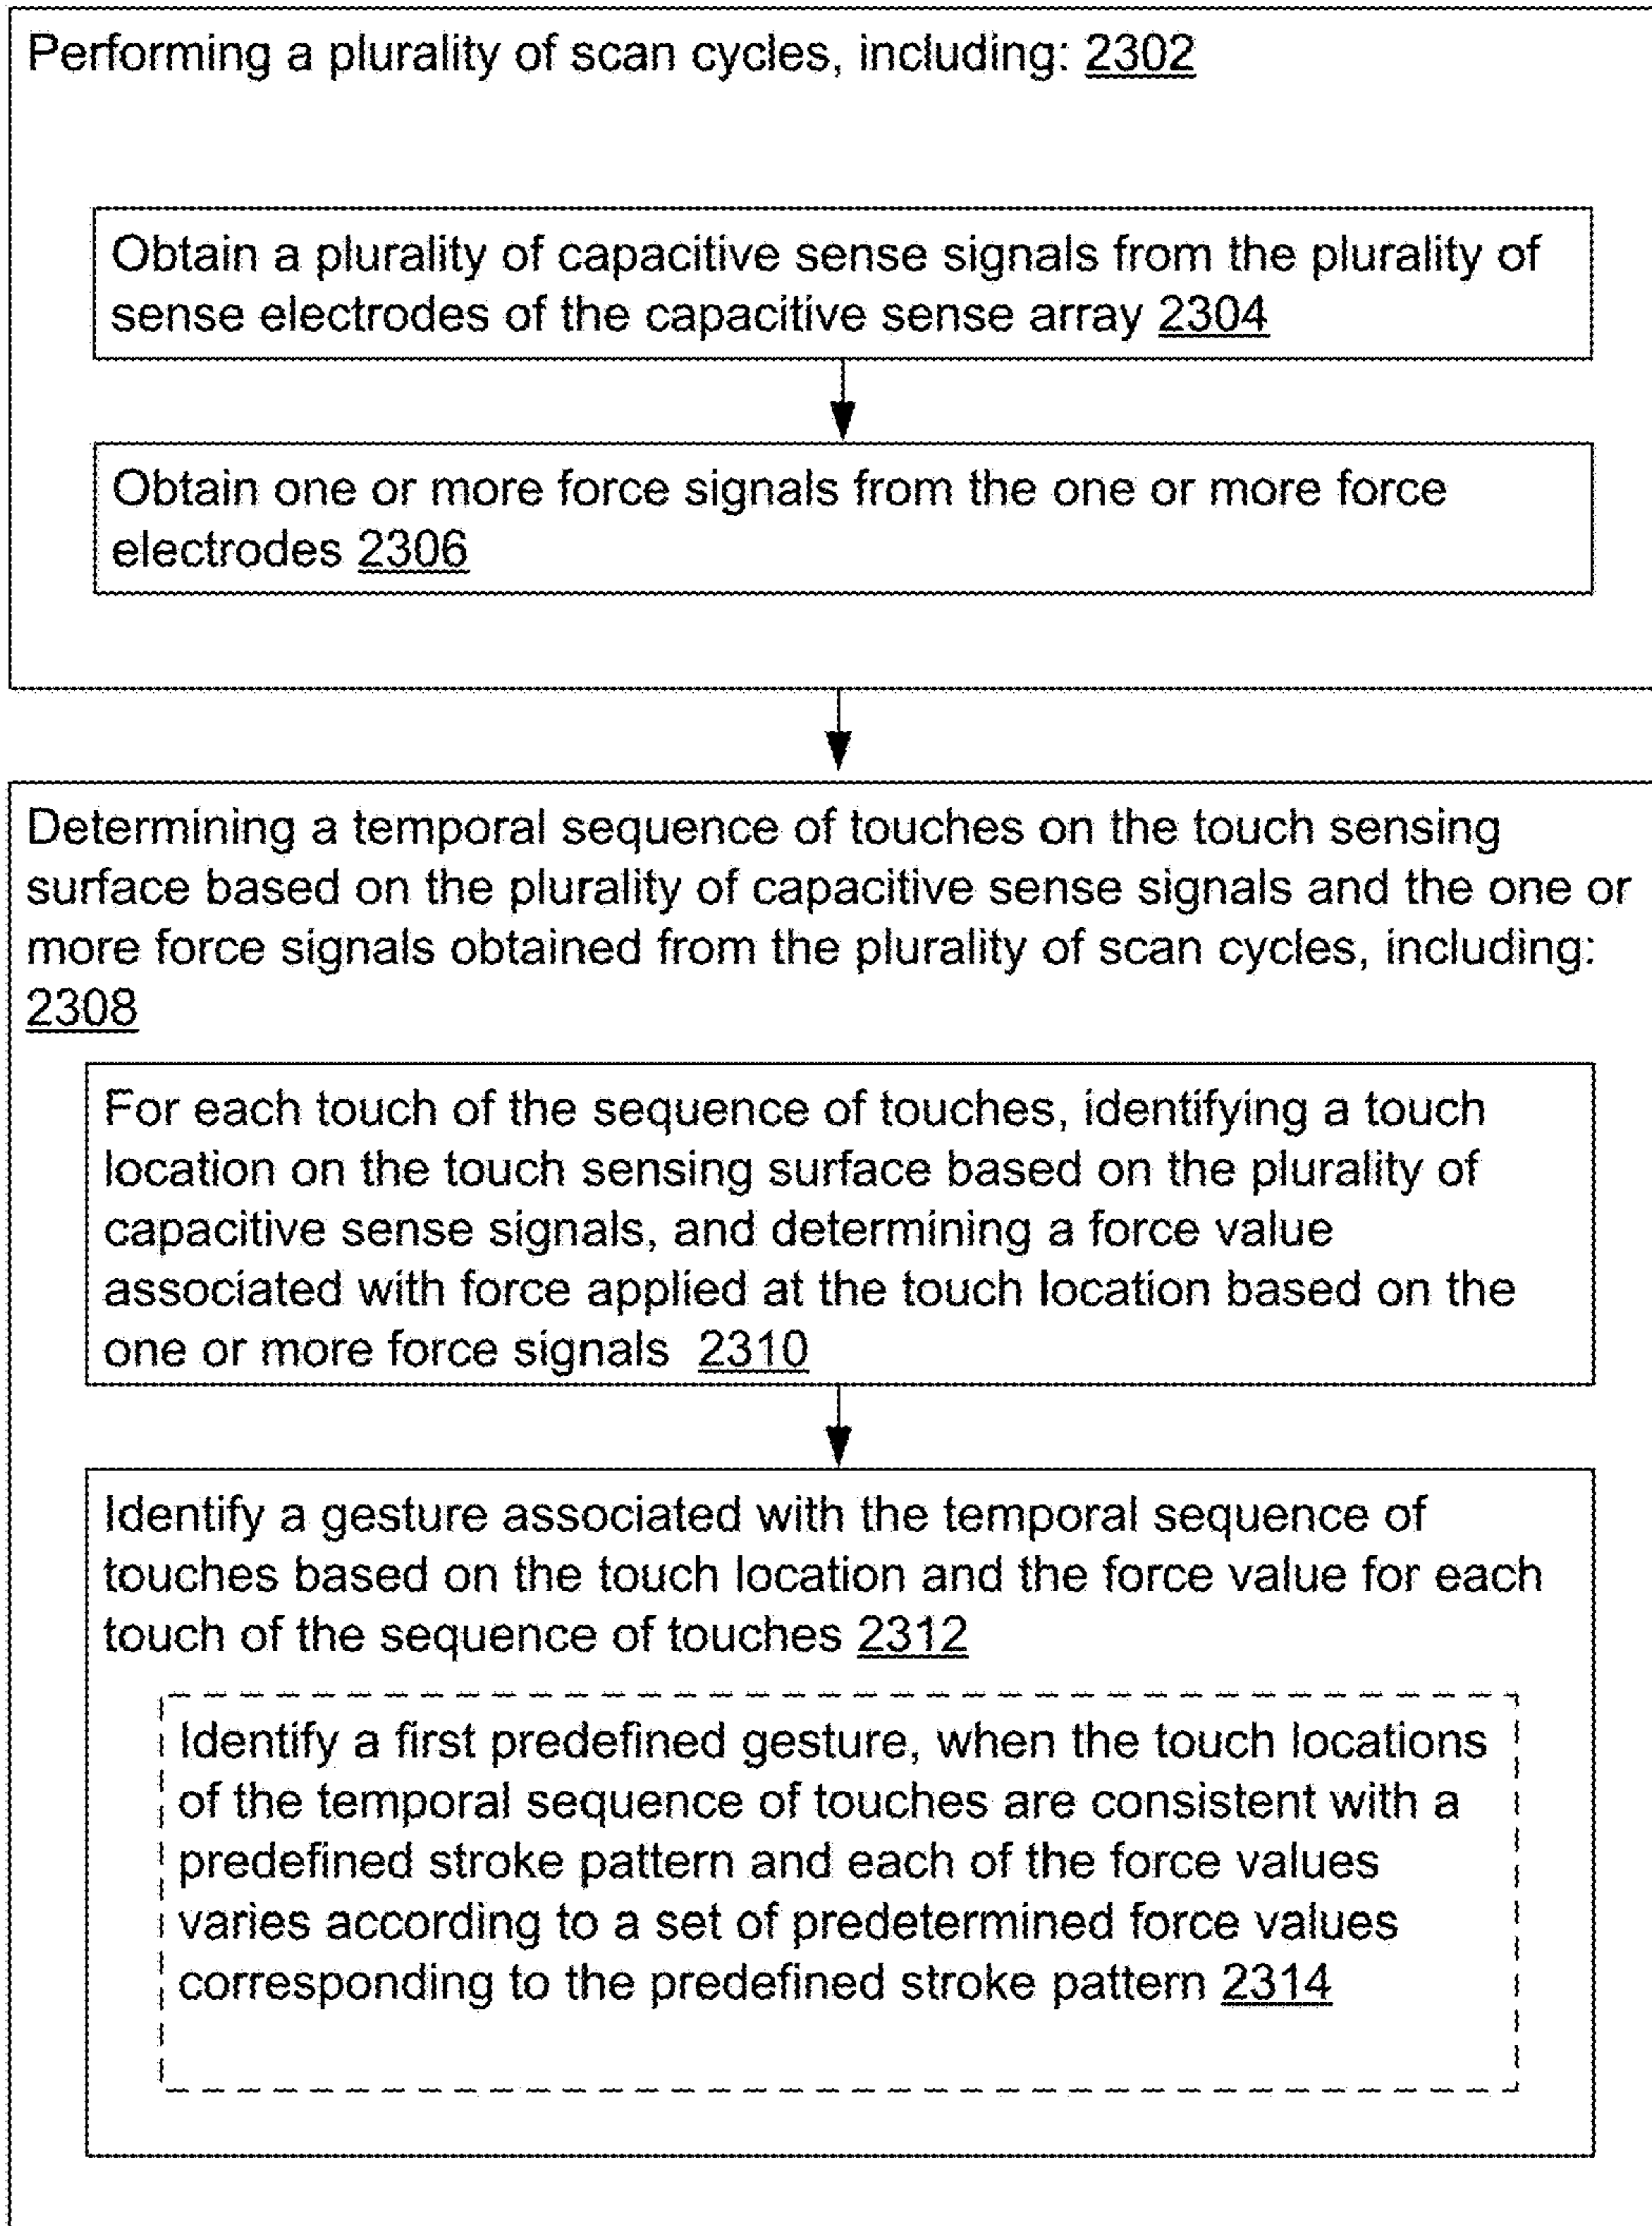 Performing a plurality of scan cycles, including: 2302
Obtain a plurality of capacitive sense signals from the plurality of
sense electrodes of the capacitive sense array 2304
Obtain one or more force signals from the one or more force
electrodes 2306
Determining a temporal sequence of touches on the touch sensing
surface based on the plurality of capacitive sense signals and the one or
more force signals obtained from the plurality of scan cycles, including:
2308
For each touch of the sequence of touches, identifying a touch
location on the touch sensing surface based on the plurality of
capacitive sense signals, and determining a force value
associated with force applied at the touch location based on the
one or more force signals 2310
Identify a gesture associated with the temporal sequence of
touches based on the touch location and the force value for each
touch of the sequence of touches 2312
Identify a first predefined gesture, when the touch locations
of the temporal sequence of touches are consistent with a
predefined stroke pattern and each of the force values
varies according to a set of predetermined force values
corresponding to the predefined stroke pattern 2314